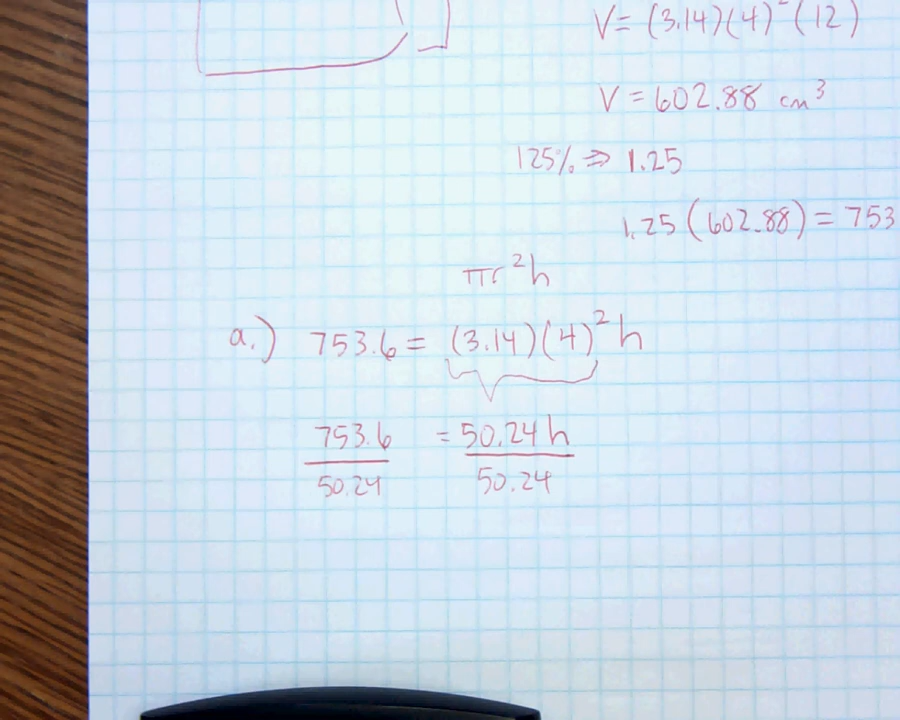 V = (3.14)(4)²(12)
V = 602.88 cm³
125% ⇒ 1.25
1.25(602.88) = 753
πr²h
a.) 753.6 = (3.14)(4)²h
753.6 = 50.24h
50.24 50.24